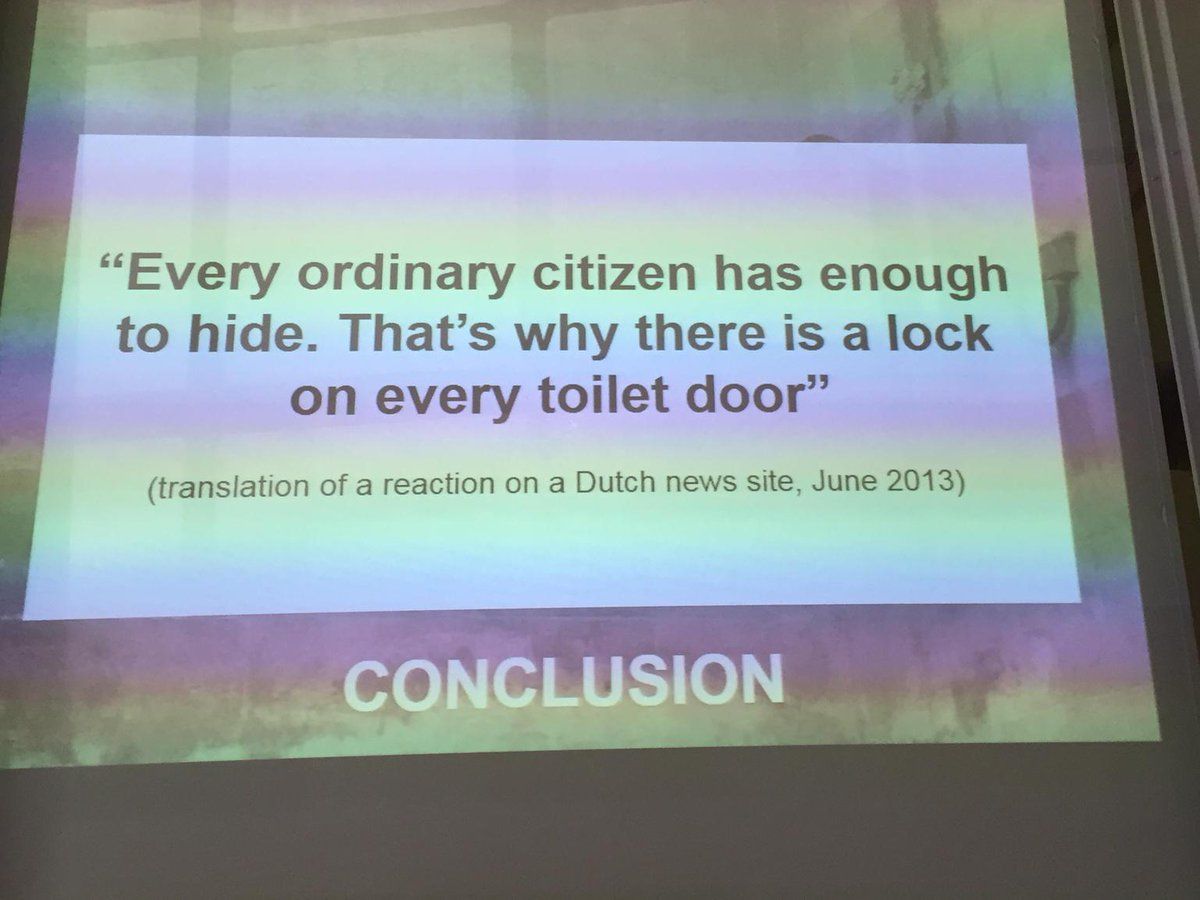 “Every ordinary citizen has enough
to hide. That’s why there is a lock
on every toilet door”
(translation of a reaction on a Dutch news site, June 2013)
CONCLUSION